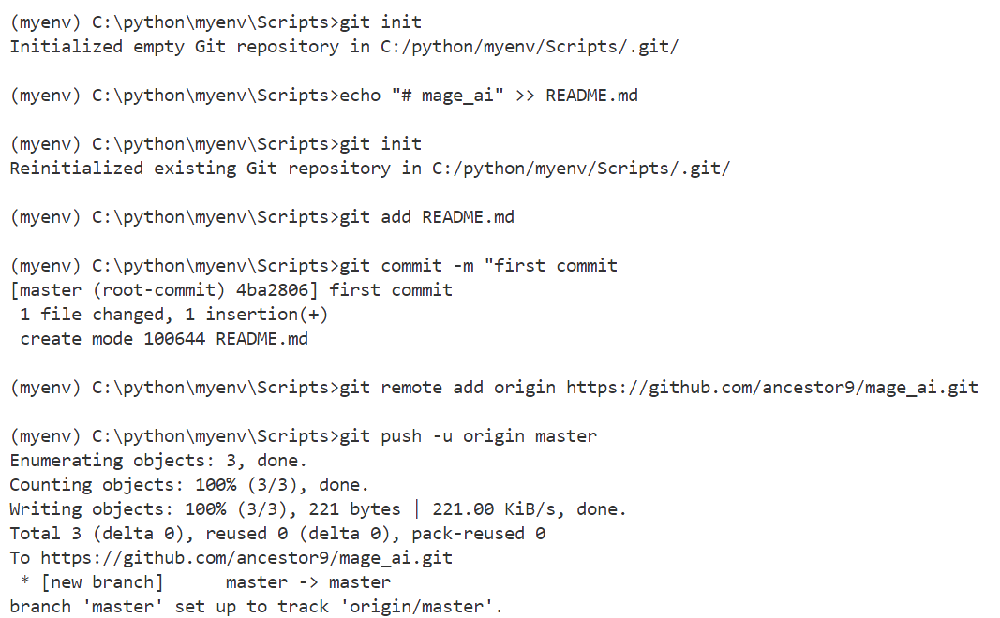 (myenv) C:\python\myenv\Scripts>git init
Initialized empty Git repository in C:/python/myenv/Scripts/.git/
(myenv) C:\python\myenv\Scripts>echo "# mage_ai" >> README.md
(myenv) C:\python\myenv\Scripts>git init
Reinitialized existing Git repository in C:/python/myenv/Scripts/.git/
(myenv) C:\python\myenv\Scripts>git add README.md
(myenv) C:\python\myenv\Scripts>git commit -m "first commit
[master (root-commit) 4ba2806] first commit
 1 file changed, 1 insertion(+)
 create mode 100644 README.md
(myenv) C:\python\myenv\Scripts>git remote add origin https://github.com/ancestor9/mage_ai.git
(myenv) C:\python\myenv\Scripts>git push -u origin master
Enumerating objects: 3, done.
Counting objects: 100% (3/3), done.
Writing objects: 100% (3/3), 221 bytes | 221.00 KiB/s, done.
Total 3 (delta 0), reused 0 (delta 0), pack-reused 0
To https://github.com/ancestor9/mage_ai.git
 * [new branch]      master -> master
branch 'master' set up to track 'origin/master'.